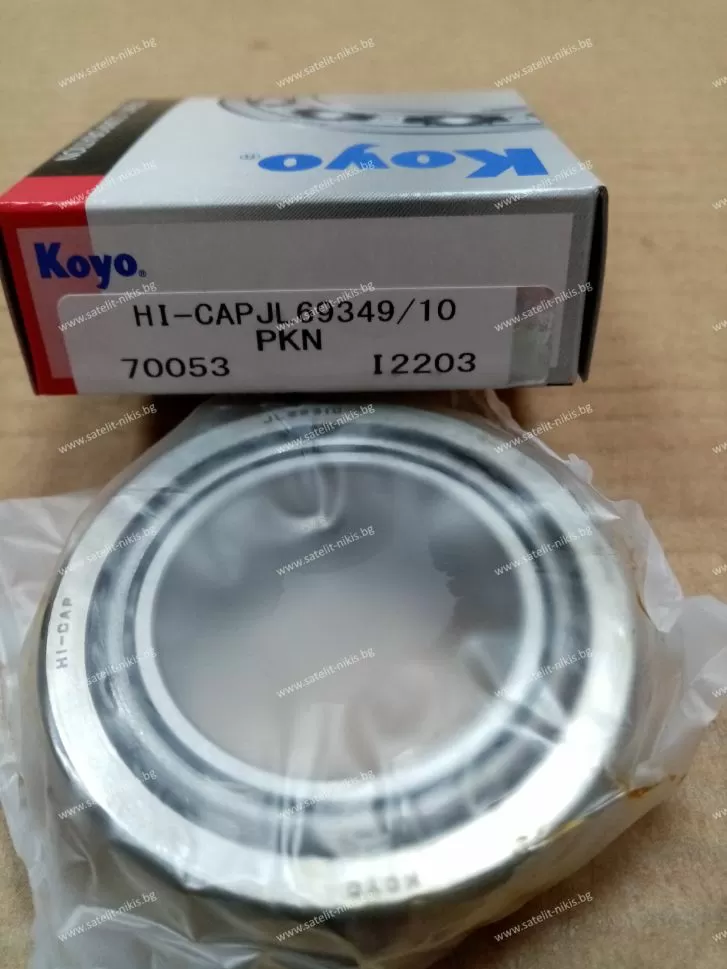 Koyo®
Koyo®
HI-CAPJL69349/10
PKN
70053 I2203
HI-CAP
KOYO
www.satelit-nikis.bg